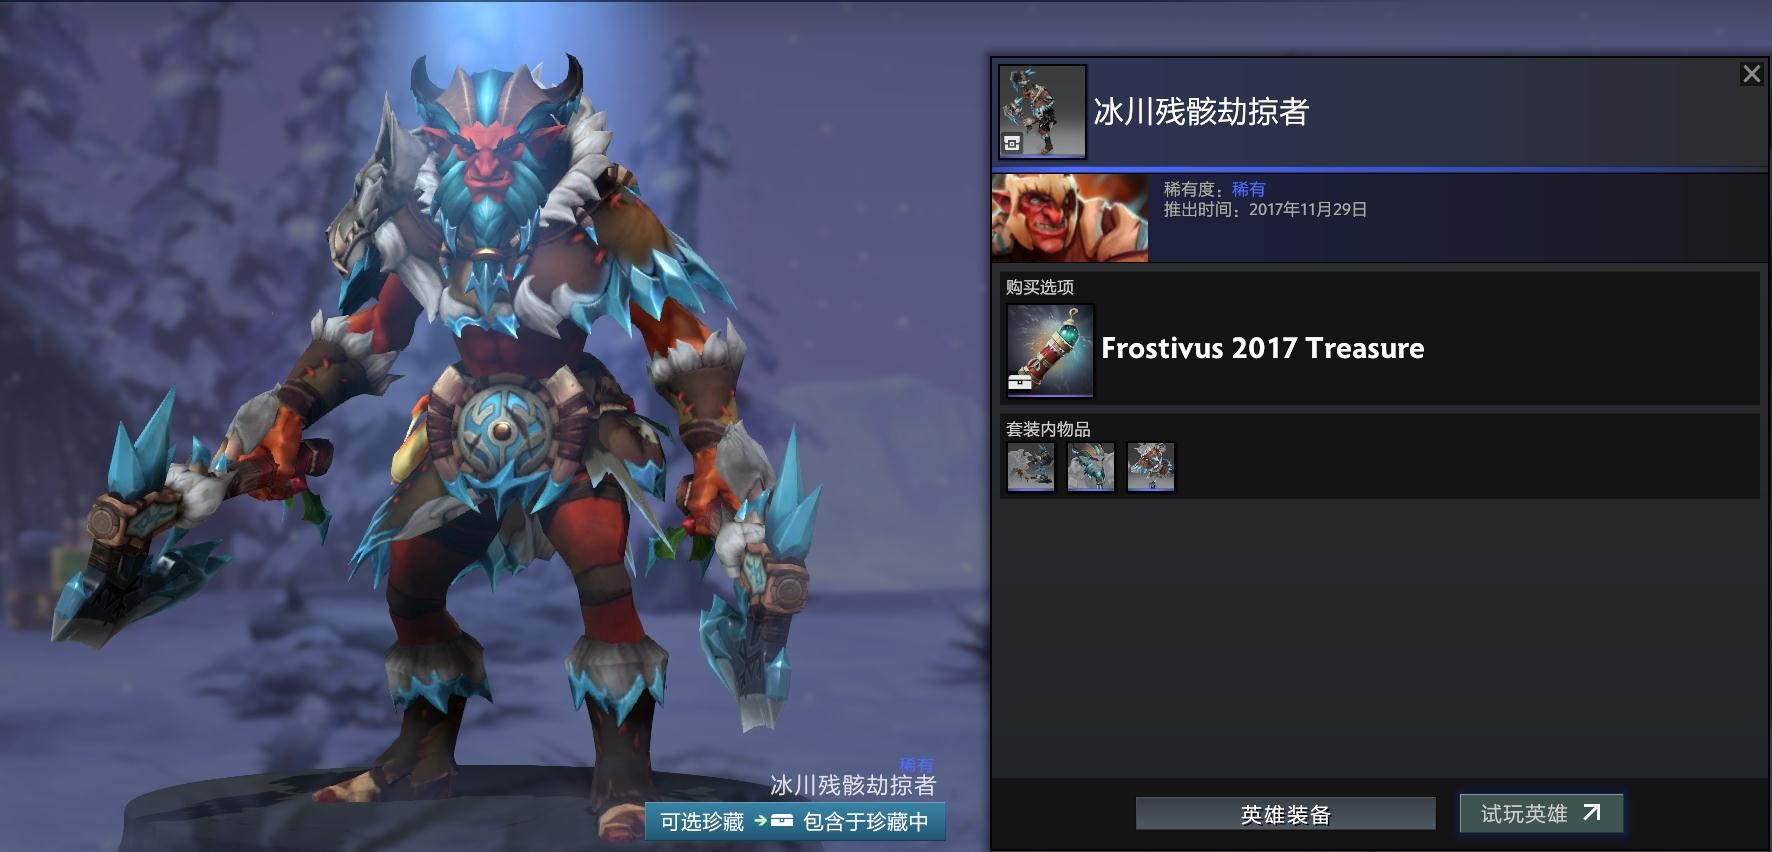 冰川残骸劫掠者
稀有度：稀有
推出时间：2017年11月29日
购买选项
Frostivus 2017 Treasure
套装内物品
稀有
冰川残骸劫掠者
可选珍藏 包含于珍藏中
英雄装备
试玩英雄